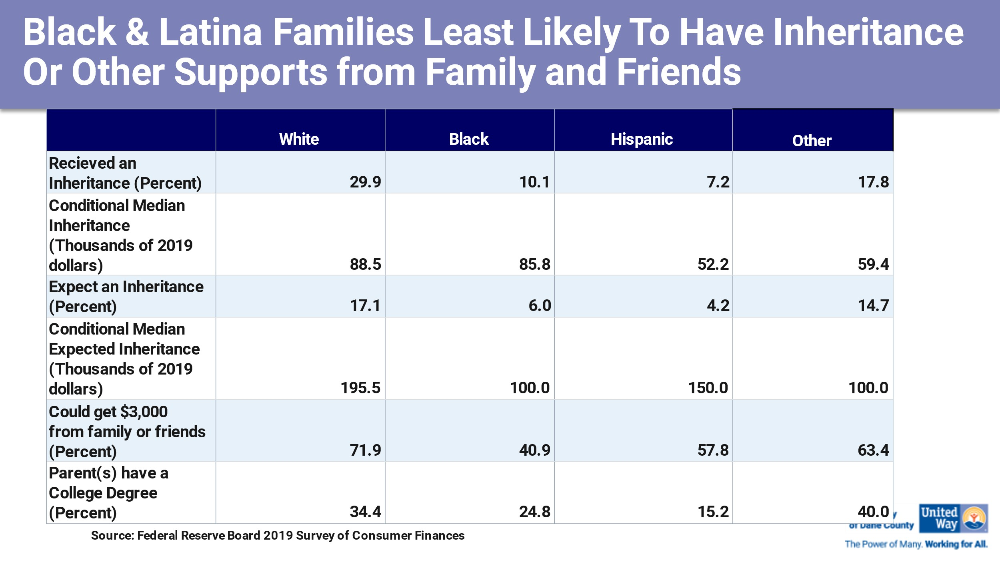 Black & Latina Families Least Likely To Have Inheritance
Or Other Supports from Family and Friends
White Black Hispanic Other
Recieved an
Inheritance (Percent) 29.9 10.1 7.2 17.8
Conditional Median
Inheritance
(Thousands of 2019
dollars) 88.5 85.8 52.2 59.4
Expect an Inheritance
(Percent) 17.1 6.0 4.2 14.7
Conditional Median
Expected Inheritance
(Thousands of 2019
dollars) 195.5 100.0 150.0 100.0
Could get $3,000
from family or friends
(Percent) 71.9 40.9 57.8 63.4
Parent(s) have a
College Degree
(Percent) 34.4 24.8 15.2 40.0
Source: Federal Reserve Board 2019 Survey of Consumer Finances
of Dane County
United
Way
The Power of Many. Working for All.